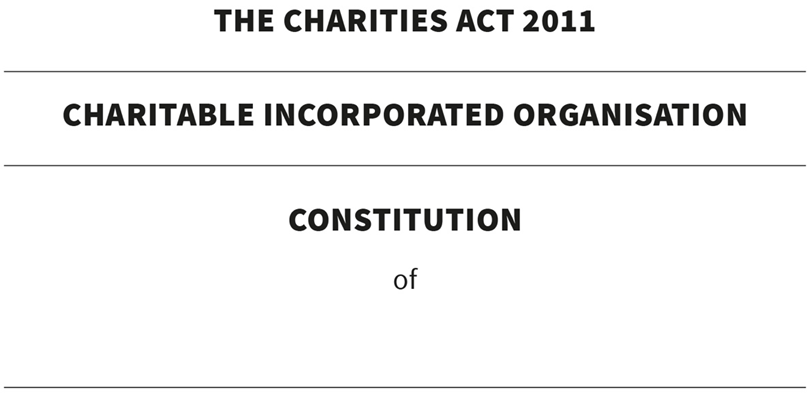 THE CHARITIES ACT 2011
CHARITABLE INCORPORATED ORGANISATION
CONSTITUTION
of